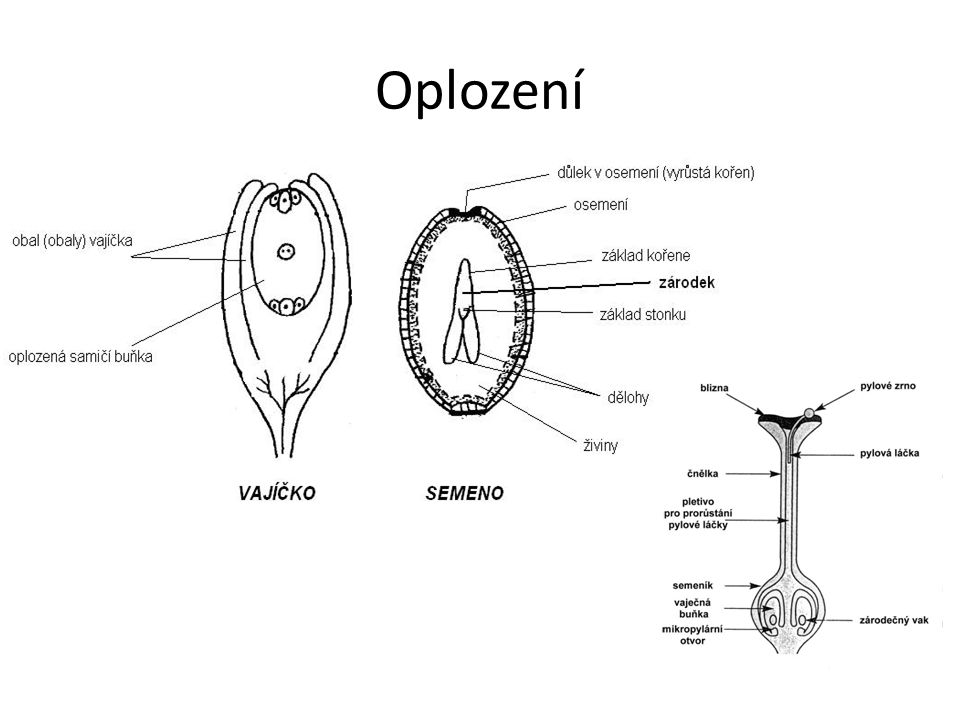 Oplození
obal (obaly) vajíčka
oplozená samičí buňka
VAJÍČKO
důlek v osemení (vyrůstá kořen)
osemení
základ kořene
zárodek
základ stonku
dělohy
živiny
SEMENO
blizna
pylové zrno
pylová láčka
čnělka
pletivo
pro prorůstání
pylové láčky
semeník
vaječná
buňka
mikropylární
otvor
zárodečný vak